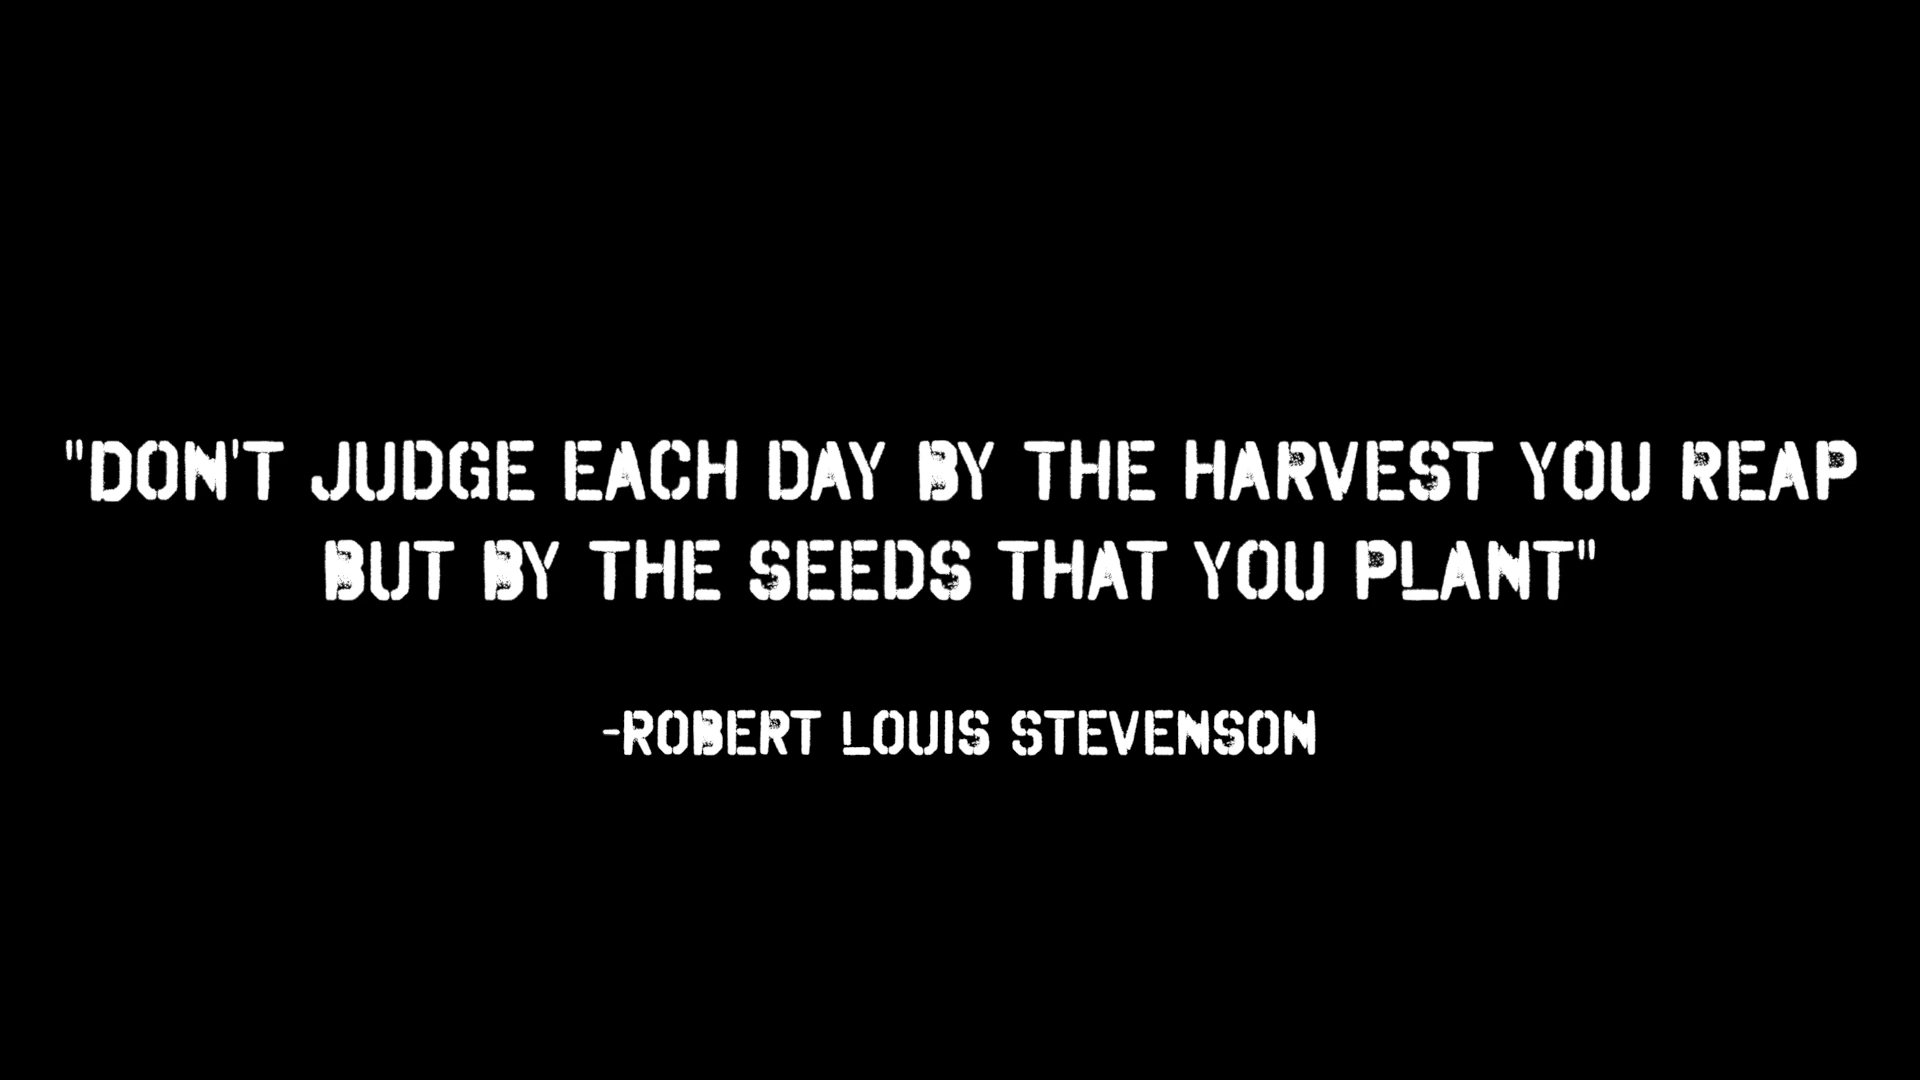 "DON'T JUDGE EACH DAY BY THE HARVEST YOU REAP
BUT BY THE SEEDS THAT YOU PLANT"
-ROBERT LOUIS STEVENSON